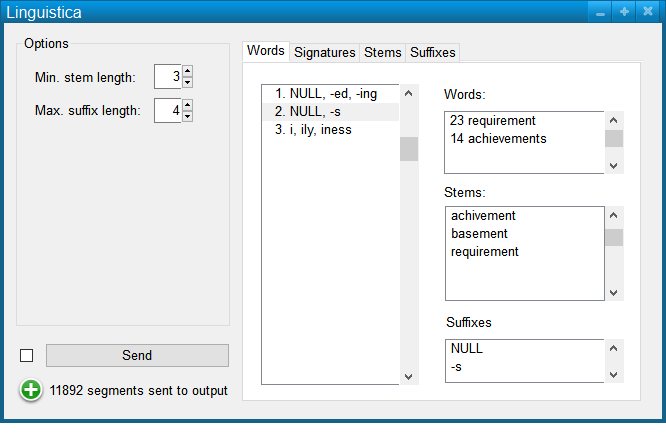 Linguistica
Options
Min. stem length: 3
Max. suffix length: 4
Send
11892 segments sent to output
Words Signatures Stems Suffixes
1. NULL, -ed, -ing
2. NULL, -s
3. i, ily, iness
Words:
23 requirement
14 achievements
Stems:
achivement
basement
requirement
Suffixes
NULL
-s